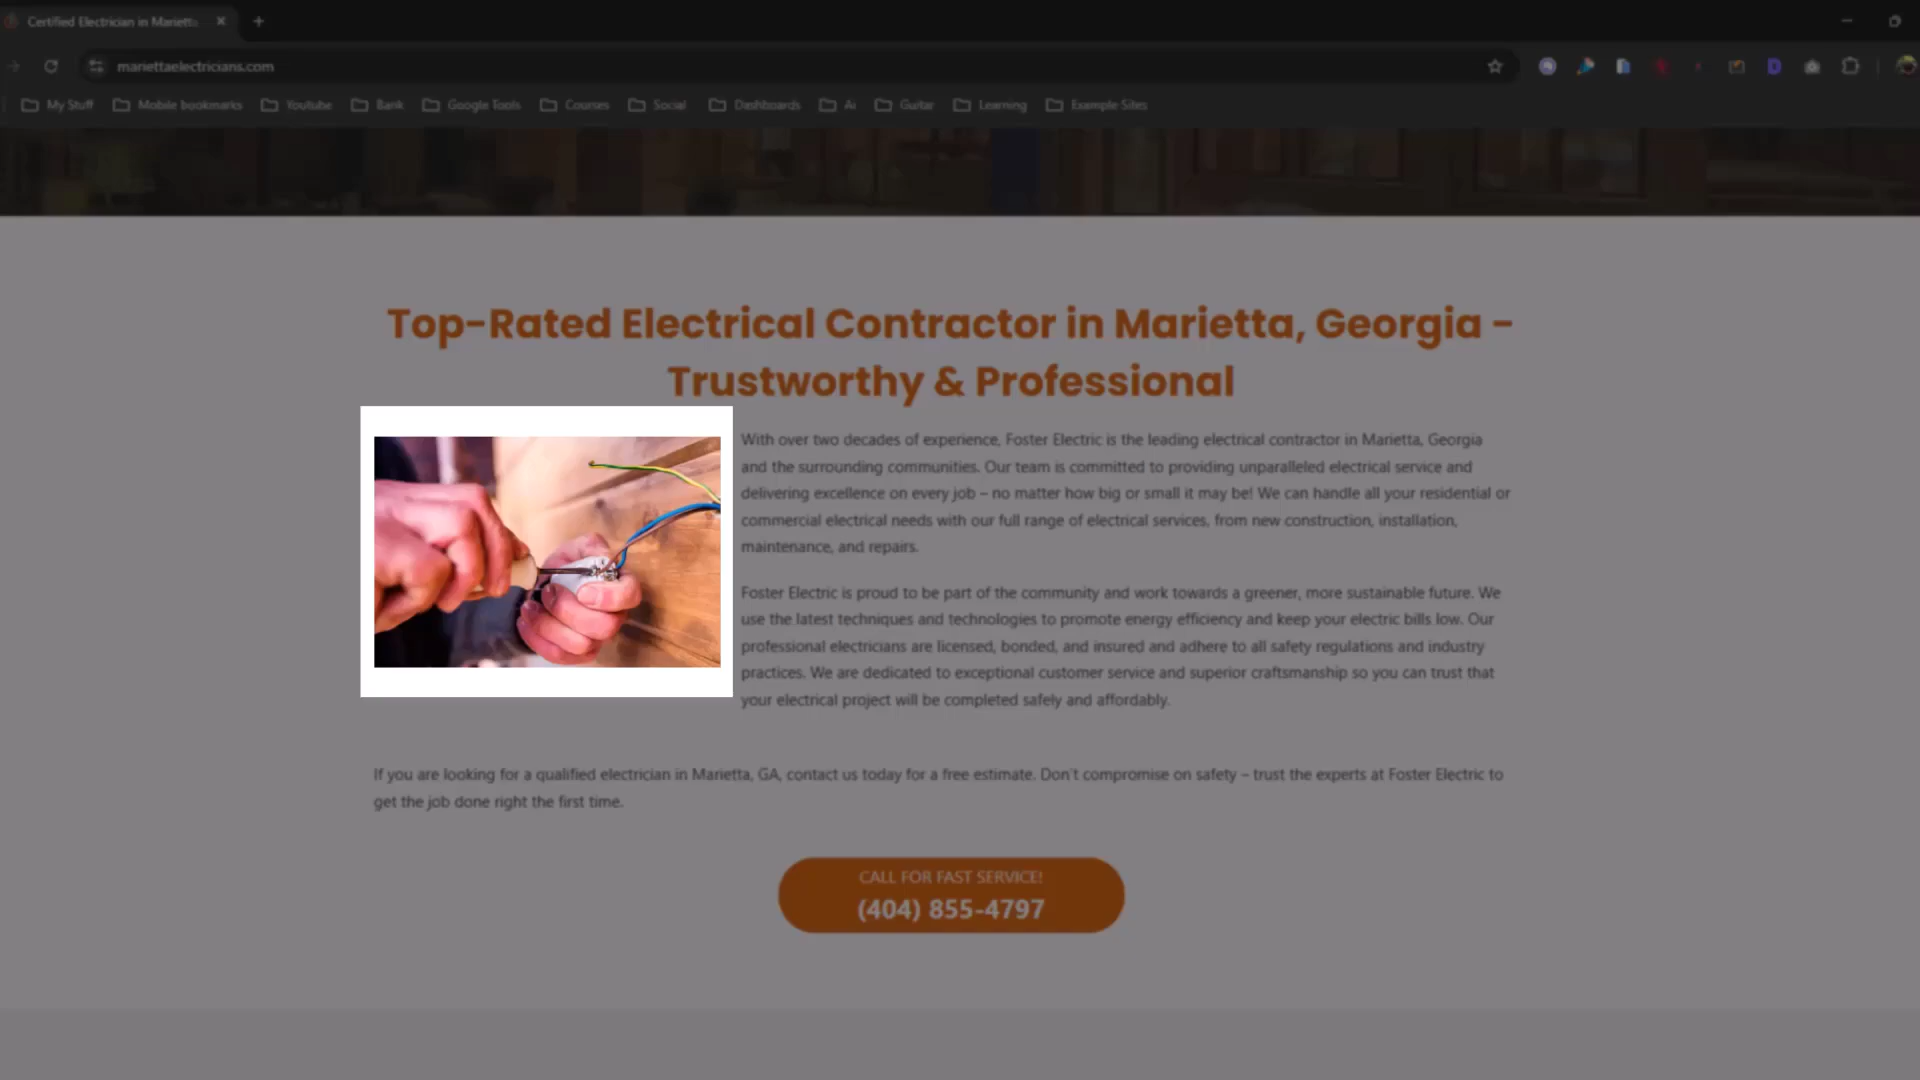 Certified Electrician in Marietta
mariettaelectricians.com
My Stuff
Mobile bookmarks
Youtube
Bank
Google Tools
Courses
Social
Dashboards
Ai
Guitar
Learning
Example Sites
Top-Rated Electrical Contractor in Marietta, Georgia –
Trustworthy & Professional
With over two decades of experience, Foster Electric is the leading electrical contractor in Marietta, Georgia
and the surrounding communities. Our team is committed to providing unparalleled electrical service and
delivering excellence on every job – no matter how big or small it may be! We can handle all your residential or
commercial electrical needs with our full range of electrical services, from new construction, installation,
maintenance, and repairs.
Foster Electric is proud to be part of the community and work towards a greener, more sustainable future. We
use the latest techniques and technologies to promote energy efficiency and keep your electric bills low. Our
professional electricians are licensed, bonded, and insured and adhere to all safety regulations and industry
practices. We are dedicated to exceptional customer service and superior craftsmanship so you can trust that
your electrical project will be completed safely and affordably.
If you are looking for a qualified electrician in Marietta, GA, contact us today for a free estimate. Don't compromise on safety – trust the experts at Foster Electric to
get the job done right the first time.
CALL FOR FAST SERVICE!
(404) 855-4797